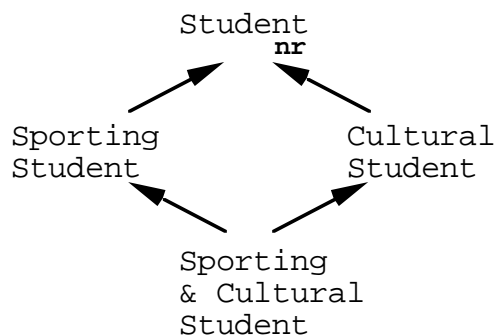 Student
nr
Sporting
Student
Cultural
Student
Sporting
& Cultural
Student